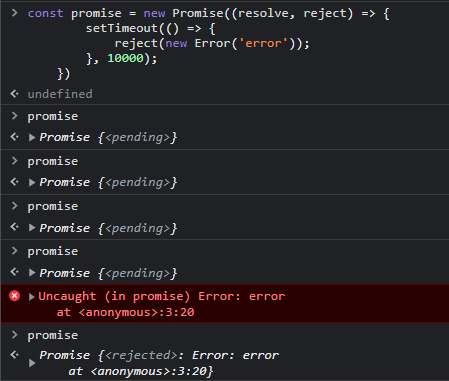 const promise = new Promise((resolve, reject) => {
setTimeout(() => {
reject(new Error('error'));
}, 10000);
})
undefined
promise
Promise {<pending>}
promise
Promise {<pending>}
promise
Promise {<pending>}
promise
Promise {<pending>}
Uncaught (in promise) Error: error
at <anonymous>:3:20
promise
Promise {<rejected>: Error: error
at <anonymous>:3:20}